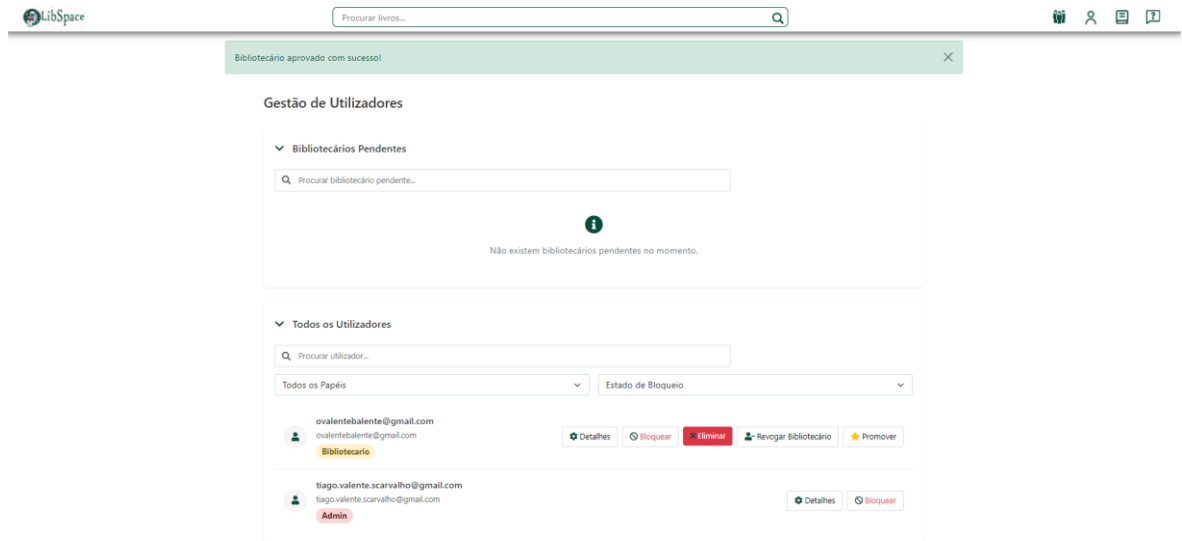 LibSpace
Procurar livros...
Bibliotecário aprovado com sucesso!
Gestão de Utilizadores
Bibliotecários Pendentes
Procurar bibliotecário pendente...
Não existem bibliotecários pendentes no momento.
Todos os Utilizadores
Procurar utilizador...
Todos os Papéis Estado de Bloqueio
ovalentebalente@gmail.com
ovalentebalente@gmail.com
Bibliotecario
Detalhes Bloquear Eliminar Revogar Bibliotecário Promover
tiago.valente.scarvalho@gmail.com
tiago.valente.scarvalho@gmail.com
Admin
Detalhes Bloquear